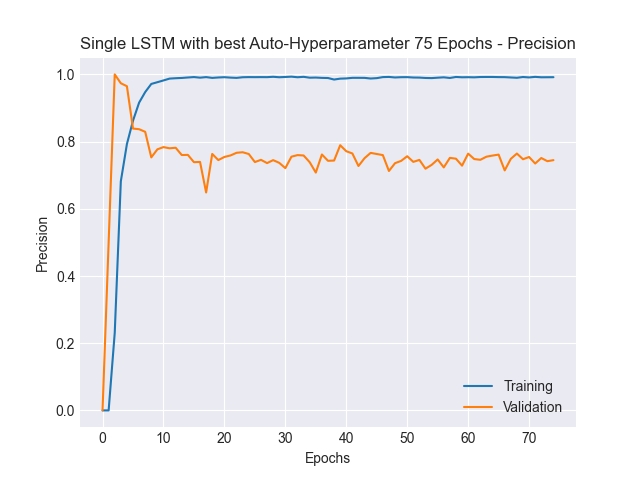 Single LSTM with best Auto-Hyperparameter 75 Epochs - Precision
1.0
0.8
0.6
0.4
0.2
0.0
Precision
0 10 20 30 40 50 60 70
Epochs
Training
Validation